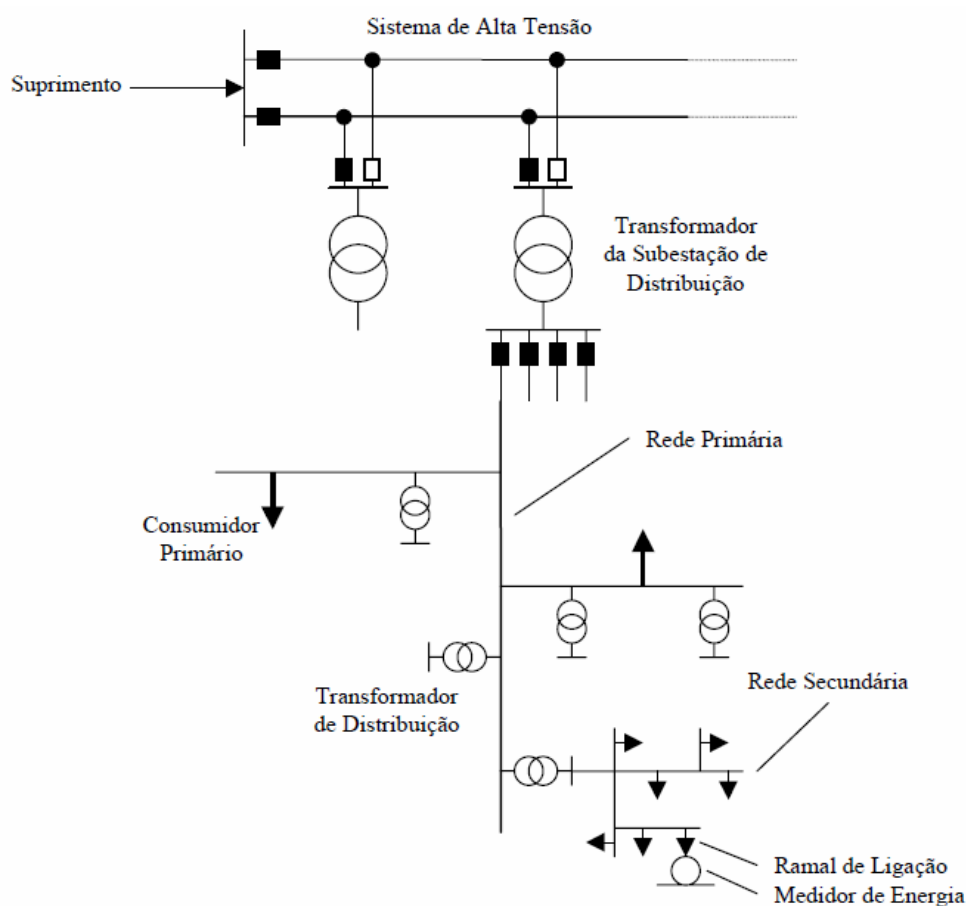 Sistema de Alta Tensão
Suprimento
Transformador
da Subestação de
Distribuição
Rede Primária
Consumidor
Primário
Rede Secundária
Transformador
de Distribuição
Ramal de Ligação
Medidor de Energia